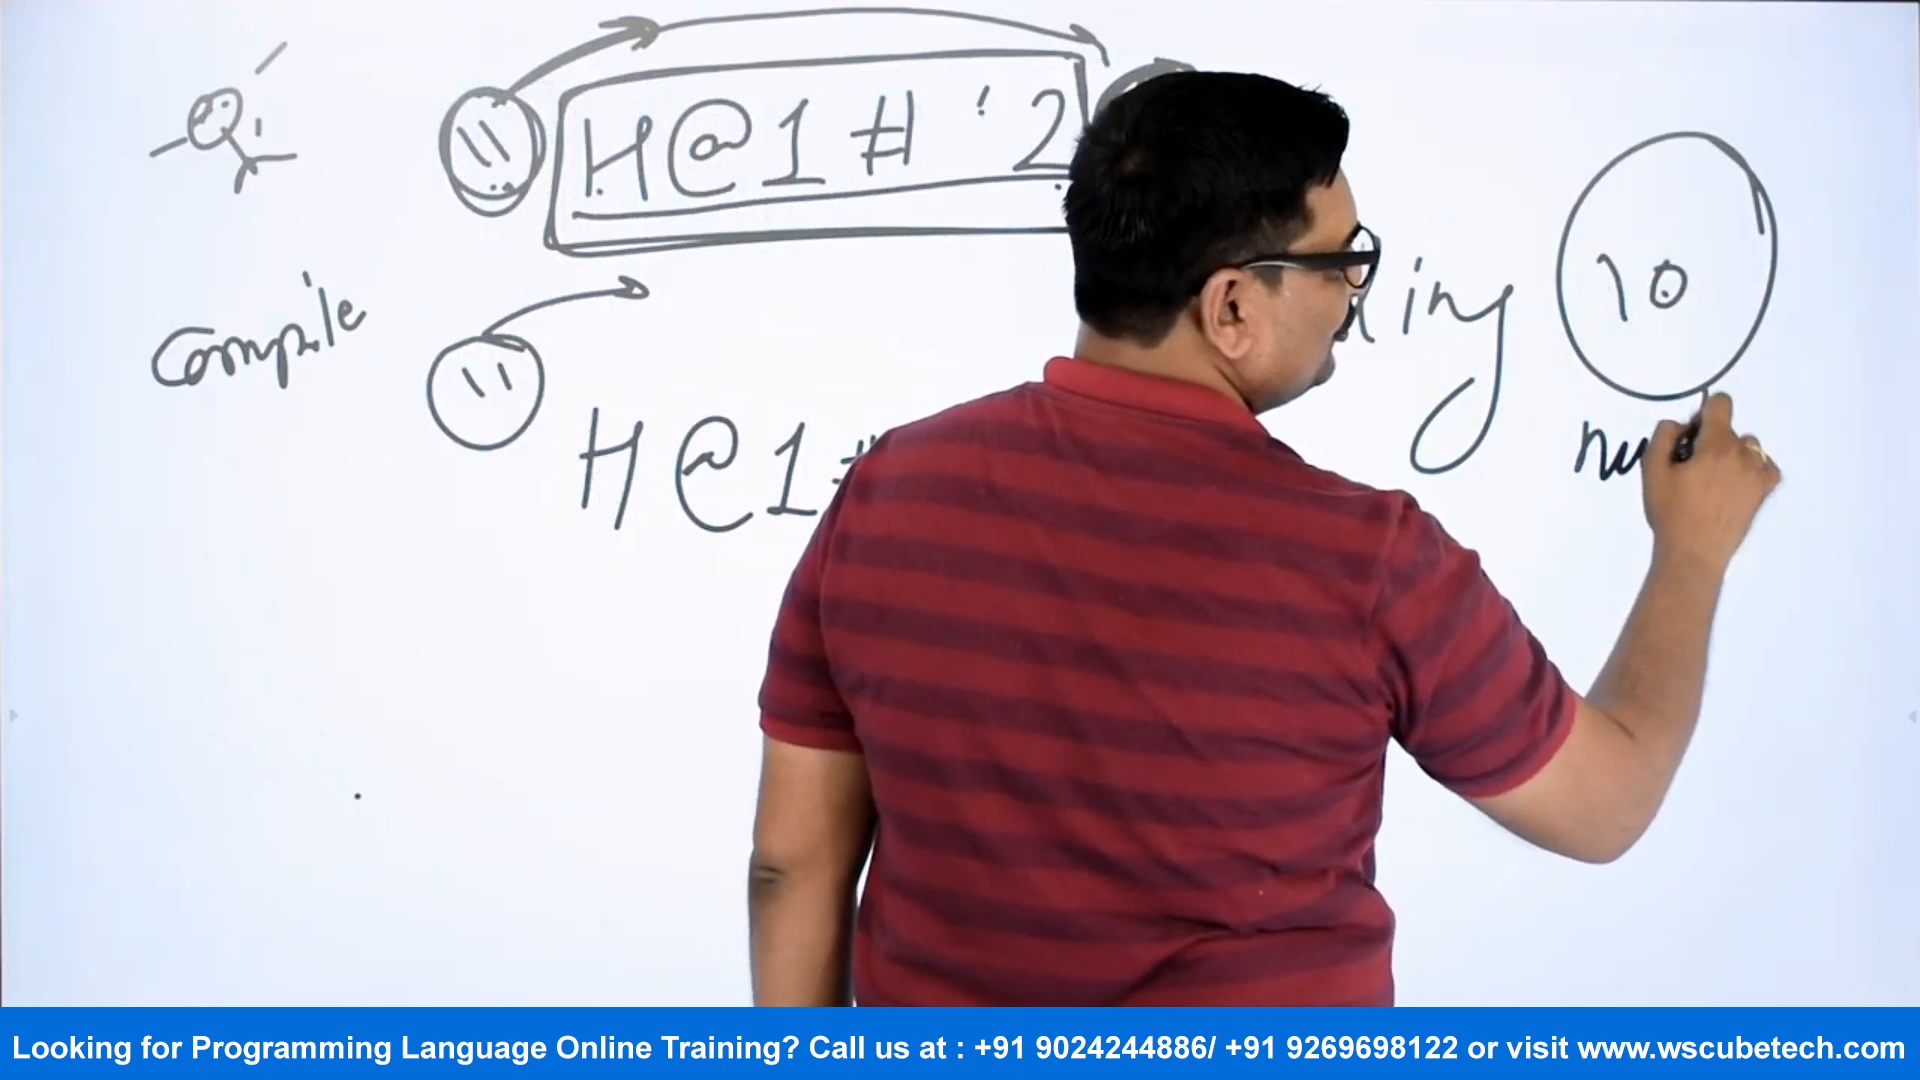 " H@1 # ' 2
Compile
" H@1#
ing
10
nu
Looking for Programming Language Online Training? Call us at : +91 9024244886/ +91 9269698122 or visit www.wscubetech.com